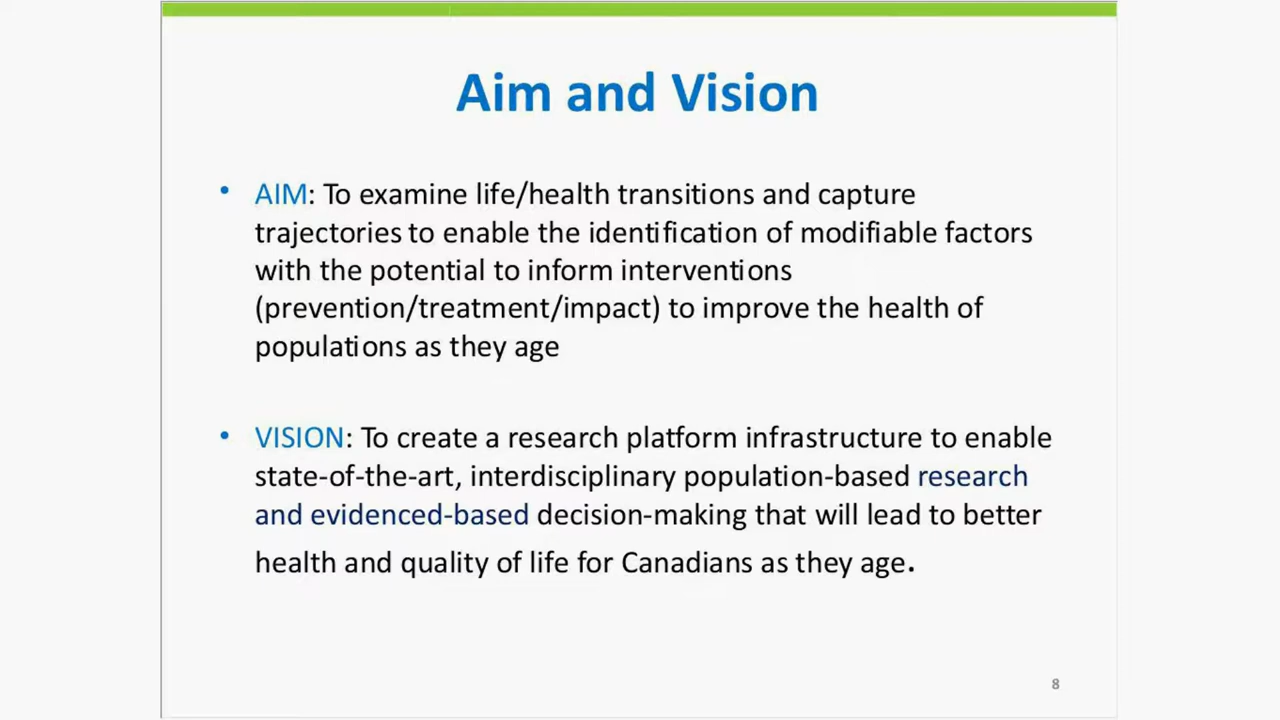 Aim and Vision
• AIM: To examine life/health transitions and capture
trajectories to enable the identification of modifiable factors
with the potential to inform interventions
(prevention/treatment/impact) to improve the health of
populations as they age
• VISION: To create a research platform infrastructure to enable
state-of-the-art, interdisciplinary population-based research
and evidenced-based decision-making that will lead to better
health and quality of life for Canadians as they age.
8